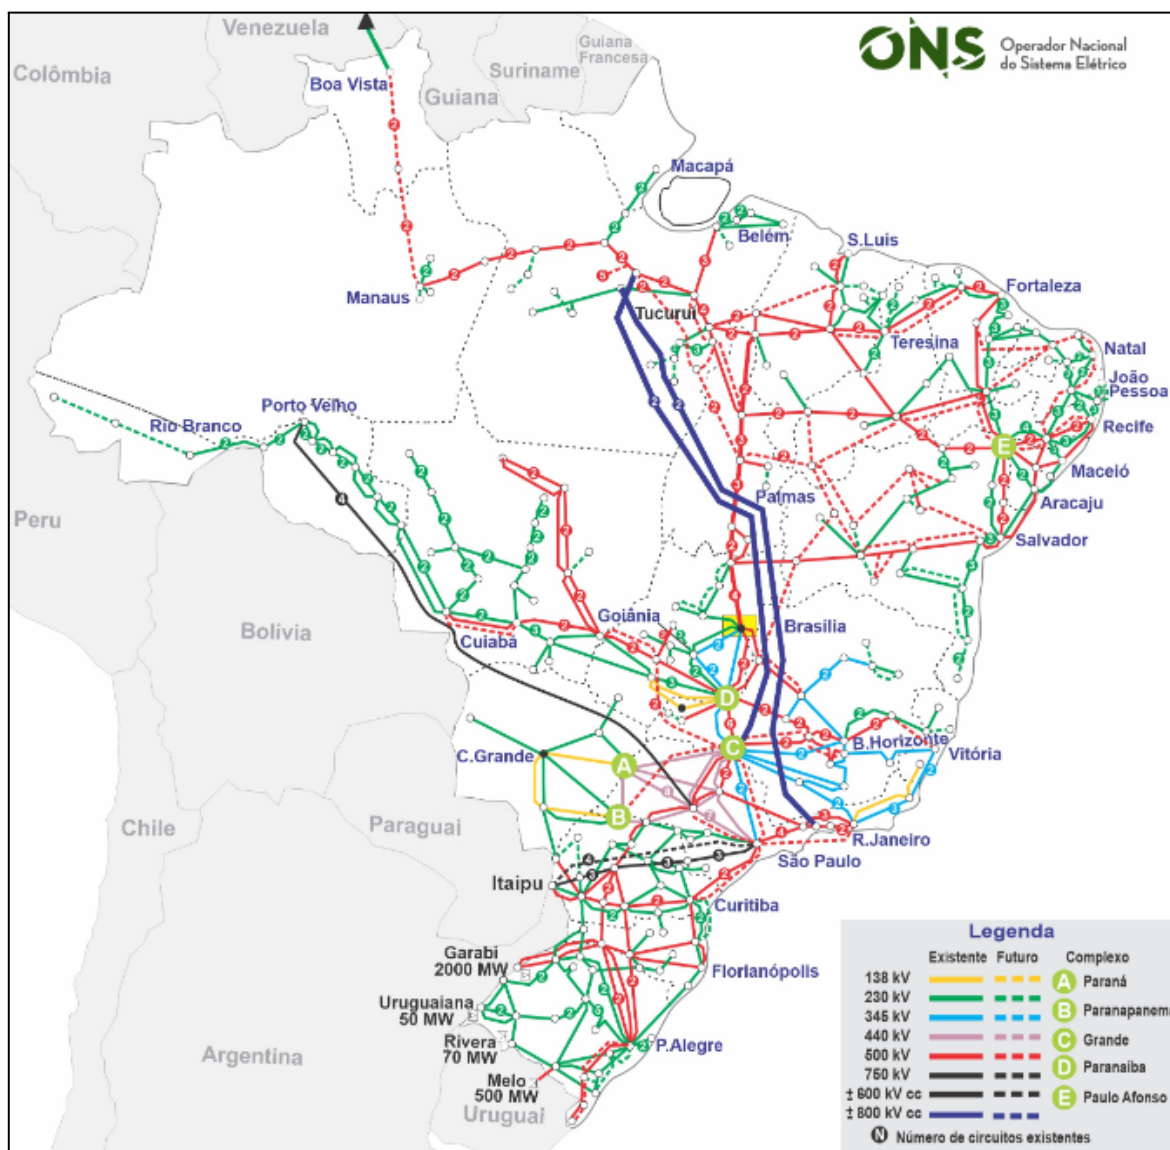 Venezuela
Colômbia
Guiana
Francesa
Suriname
Guiana
ONS
Operador Nacional
do Sistema Elétrico
Boa Vista
Macapá
Belém
S.Luís
Manaus
Fortaleza
Tucuruí
Teresina
Natal
João
Pessoa
Porto Velho
Rio Branco
Recife
E
Maceió
Peru
Palmas
Aracaju
Salvador
Bolívia
Goiânia
Brasília
Cuiabá
D
C
B.Horizonte
Vitória
C.Grande
A
B
Chile
Paraguai
R.Janeiro
São Paulo
Itaipu
Curitiba
Garabi
2000 MW
Florianópolis
Uruguaiana
50 MW
Rivera
70 MW
P.Alegre
Argentina
Melo
500 MW
Uruguai
Legenda
Existente Futuro Complexo
138 kV A Paraná
230 kV
345 kV B Paranapanema
440 kV C Grande
500 kV
750 kV D Paranaiba
± 600 kV cc E Paulo Afonso
± 800 kV cc
N Número de circuitos existentes